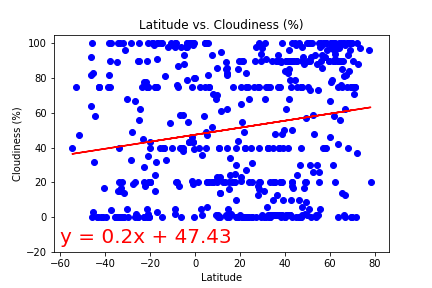 Latitude vs. Cloudiness (%)
100
80
60
40
20
0
−20
Cloudiness (%)
y = 0.2x + 47.43
−60 −40 −20 0 20 40 60 80
Latitude